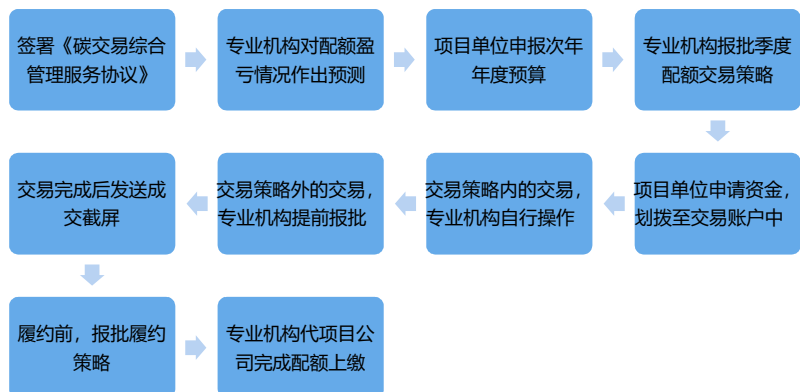 签署《碳交易综合
管理服务协议》
专业机构对配额盈
亏情况作出预测
项目单位申报次年
年度预算
专业机构报批季度
配额交易策略
项目单位申请资金，
划拨至交易账户中
交易策略内的交易，
专业机构自行操作
交易策略外的交易，
专业机构提前报批
交易完成后发送成
交截屏
履约前，报批履约
策略
专业机构代项目公
司完成配额上缴